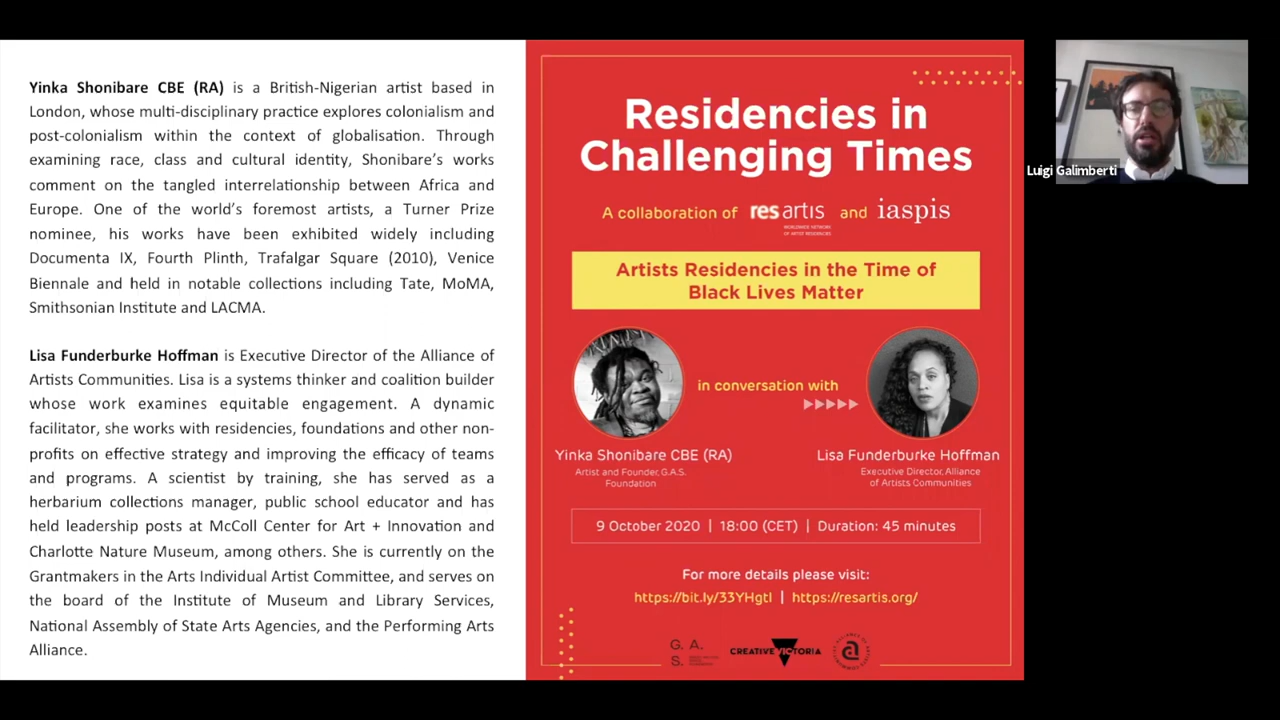 Yinka Shonibare CBE (RA) is a British-Nigerian artist based in
London, whose multi-disciplinary practice explores colonialism and
post-colonialism within the context of globalisation. Through
examining race, class and cultural identity, Shonibare's works
comment on the tangled interrelationship between Africa and
Europe. One of the world's foremost artists, a Turner Prize
nominee, his works have been exhibited widely including
Documenta IX, Fourth Plinth, Trafalgar Square (2010), Venice
Biennale and held in notable collections including Tate, MoMA,
Smithsonian Institute and LACMA.
Lisa Funderburke Hoffman is Executive Director of the Alliance of
Artists Communities. Lisa is a systems thinker and coalition builder
whose work examines equitable engagement. A dynamic
facilitator, she works with residencies, foundations and other non-
profits on effective strategy and improving the efficacy of teams
and programs. A scientist by training, she has served as a
herbarium collections manager, public school educator and has
held leadership posts at McColl Center for Art + Innovation and
Charlotte Nature Museum, among others. She is currently on the
Grantmakers in the Arts Individual Artist Committee, and serves on
the board of the Institute of Museum and Library Services,
National Assembly of State Arts Agencies, and the Performing Arts
Alliance.
Residencies in
Challenging Times
A collaboration of res artis and iaspis
WORLDWIDE NETWORK
OF ARTIST RESIDENCIES
Artists Residencies in the Time of
Black Lives Matter
in conversation with
Yinka Shonibare CBE (RA)
Artist and Founder, G.A.S.
Foundation
Lisa Funderburke Hoffman
Executive Director, Alliance
of Artists Communities
9 October 2020 | 18:00 (CET) | Duration: 45 minutes
For more details please visit:
https://bit.ly/33YHgtI | https://resartis.org/
G. A.
S.
CREATIVE VICTORIA
Luigi Galimberti